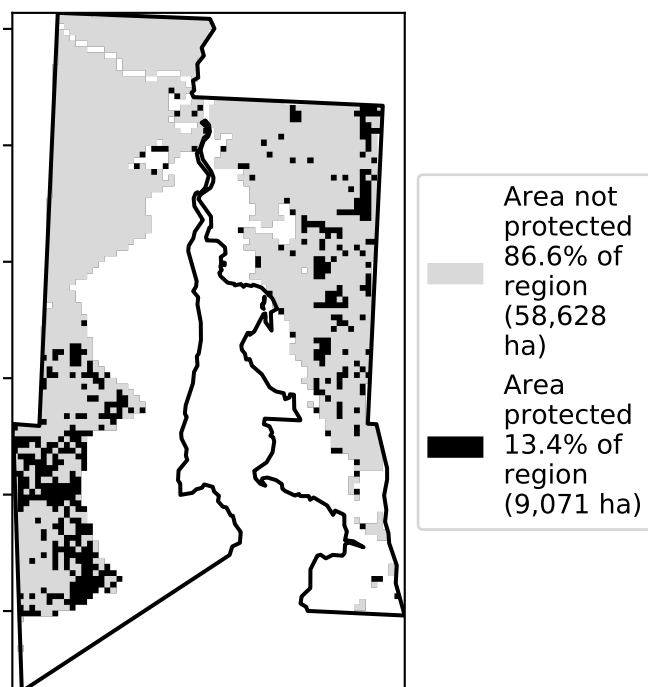 Area not
protected
86.6% of
region
(58,628
ha)
Area
protected
13.4% of
region
(9,071 ha)